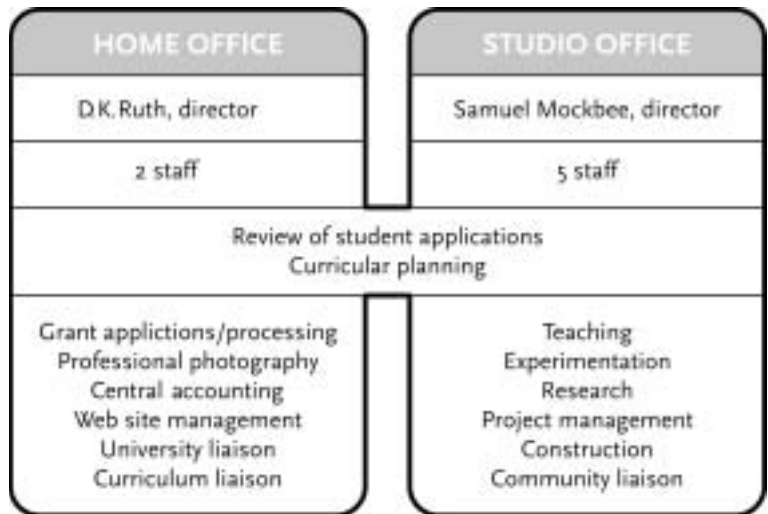 HOME OFFICE
D.K. Ruth, director
2 staff
STUDIO OFFICE
Samuel Mockbee, director
5 staff
Review of student applications
Curricular planning
Grant applictions/processing
Professional photography
Central accounting
Web site management
University liaison
Curriculum liaison
Teaching
Experimentation
Research
Project management
Construction
Community liaison